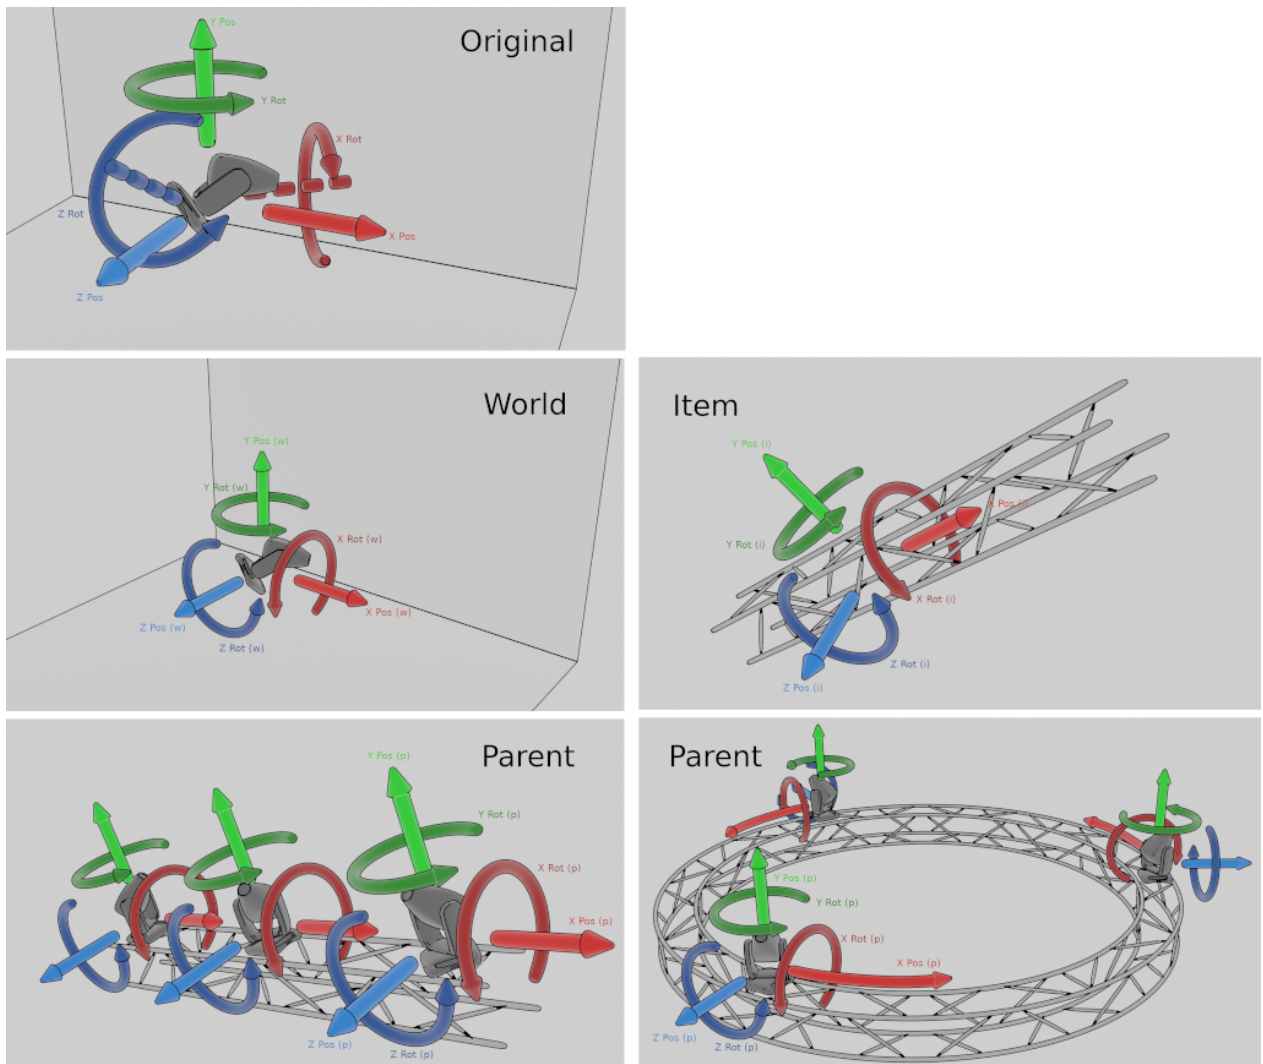 Original
Y Pos
Y Rot
X Rot
Z Rot
X Pos
Z Pos
World
Y Pos (w)
Y Rot (w)
X Rot (w)
X Pos (w)
Z Pos (w)
Z Rot (w)
Item
Y Pos (i)
X Pos (i)
Y Rot (i)
X Rot (i)
Z Rot (i)
Z Pos (i)
Parent
Y Pos (p)
Y Rot (p)
X Rot (p)
X Pos (p)
Z Pos (p)
Z Rot (p)
Parent
Y Pos (p)
Y Rot (p)
X Rot (p)
X Pos (p)
Z Pos (p)
Z Rot (p)